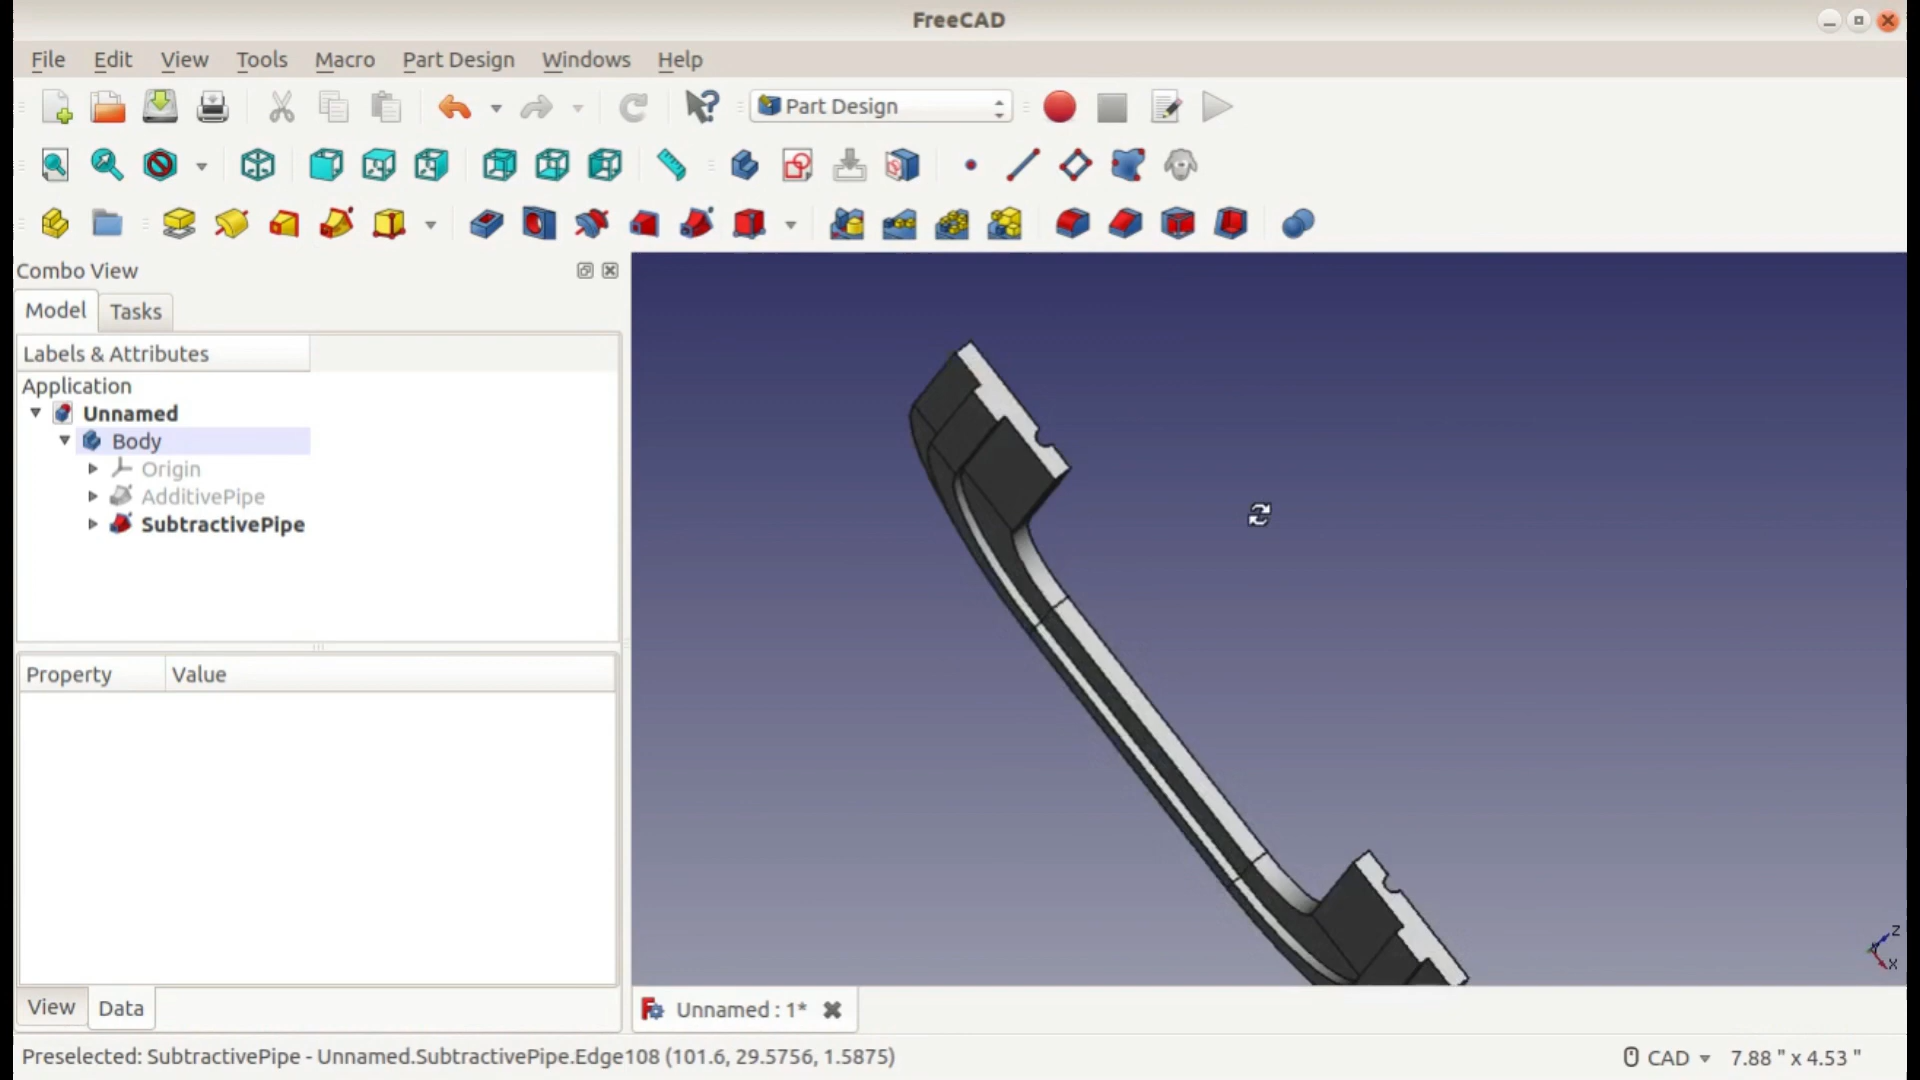 FreeCAD
File Edit View Tools Macro Part Design Windows Help
Part Design
Combo View
Model Tasks
Labels & Attributes
Application
Unnamed
Body
Origin
AdditivePipe
SubtractivePipe
Property Value
Z
X
View Data
Unnamed : 1*
Preselected: SubtractivePipe - Unnamed.SubtractivePipe.Edge108 (101.6, 29.5756, 1.5875)
CAD 7.88 " x 4.53 "